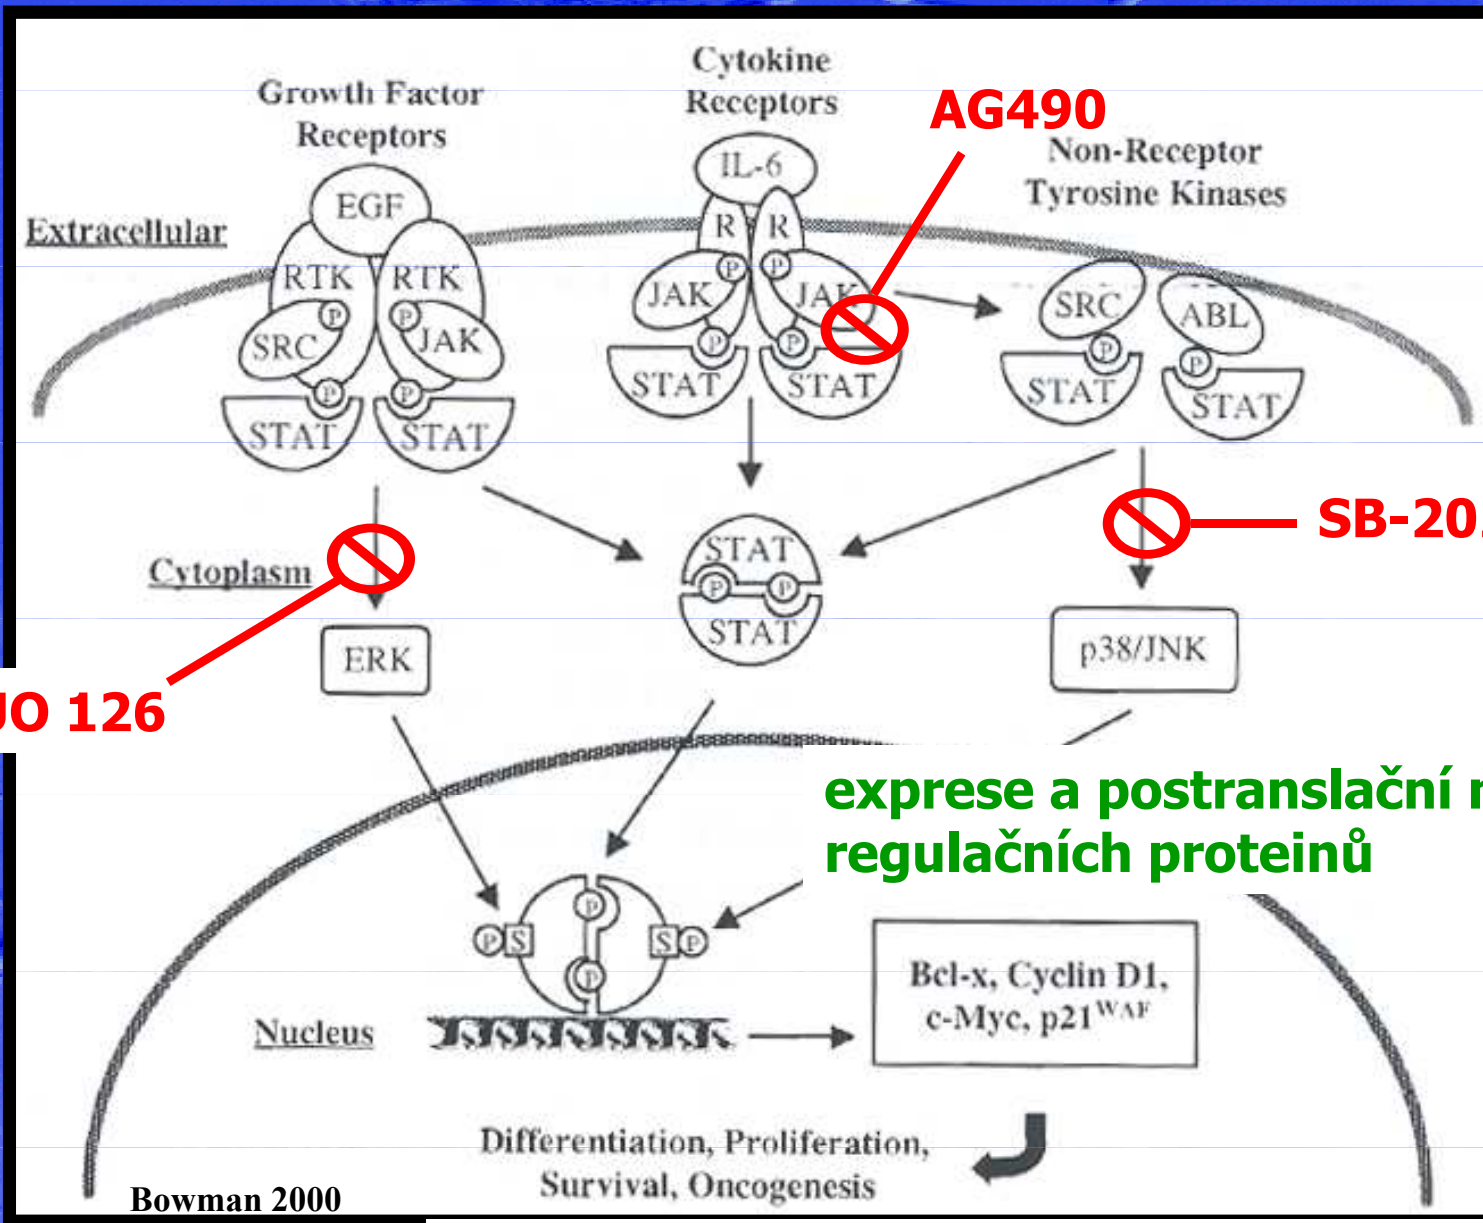 Growth Factor
Receptors
Cytokine
Receptors
AG490
Non-Receptor
Tyrosine Kinases
Extracellular
EGF
RTK
RTK
P
P
SRC
JAK
P
P
STAT
STAT
IL-6
R
R
P
P
JAK
JAK
P
P
STAT
STAT
SRC
ABL
P
P
STAT
STAT
SB-20
Cytoplasm
STAT
P
P
STAT
ERK
p38/JNK
UO 126
exprese a postranslační
regulačních proteinů
P
P
S
S
P
P
Nucleus
Bcl-x, Cyclin D1,
c-Myc, p21WAF
Differentiation, Proliferation,
Survival, Oncogenesis
Bowman 2000